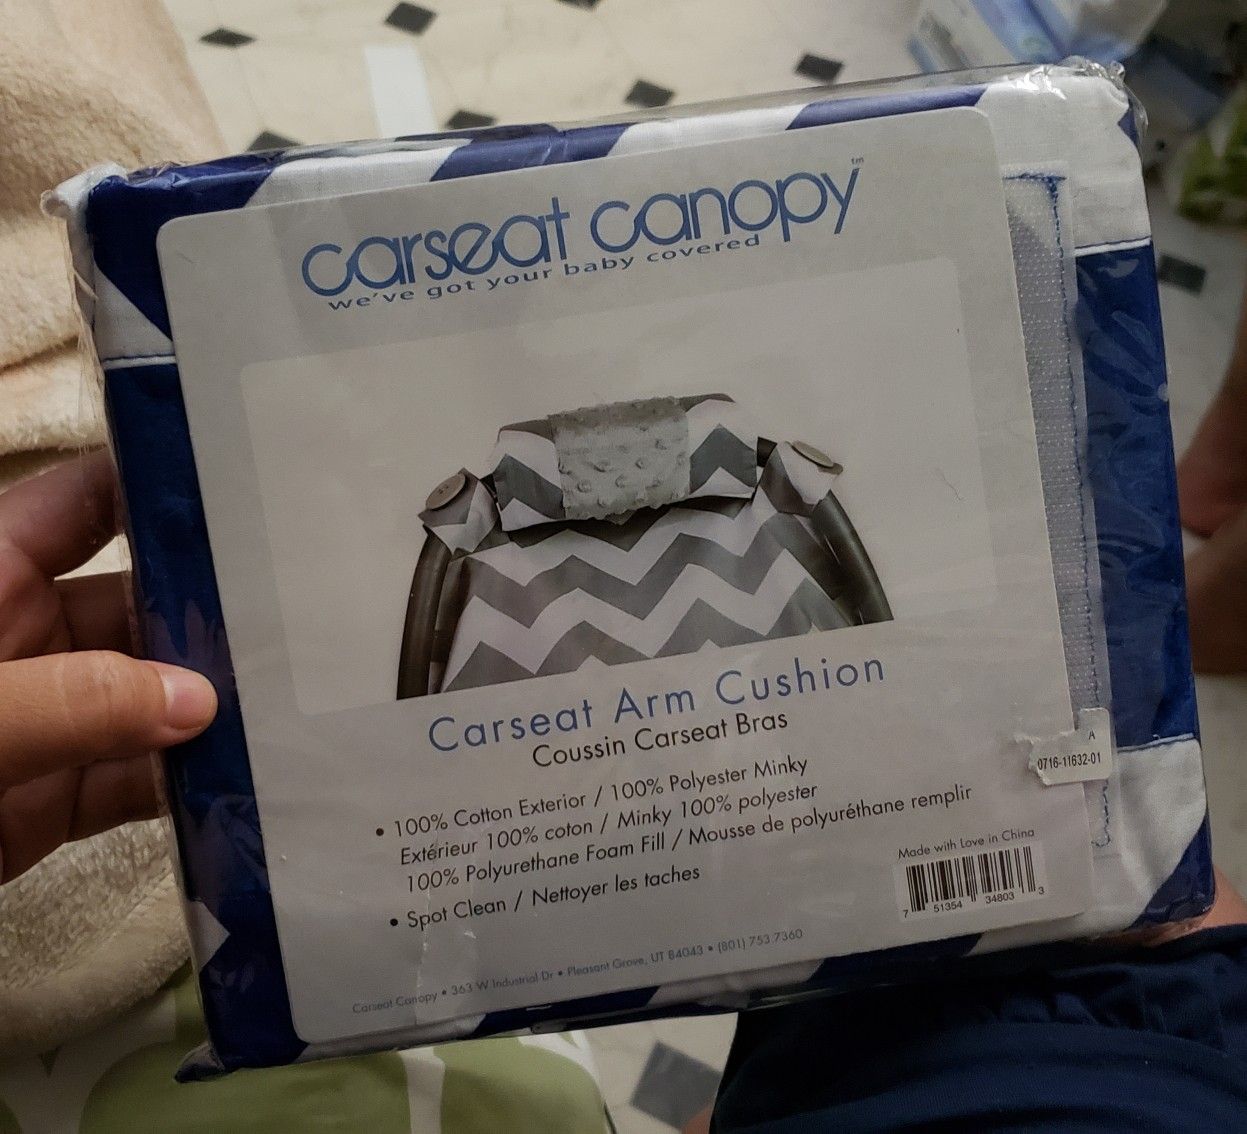 carseat canopy™
we've got your baby covered
Carseat Arm Cushion
Coussin Carseat Bras
A
0716-11632-01
• 100% Cotton Exterior / 100% Polyester Minky
Extérieur 100% coton / Minky 100% polyester
100% Polyurethane Foam Fill / Mousse de polyuréthane remplir
• Spot Clean / Nettoyer les taches
Made with Love in China
7 51354 34803 3
Carseat Canopy • 363 W Industrial Dr • Pleasant Grove, UT 84043 • (801) 753.7360